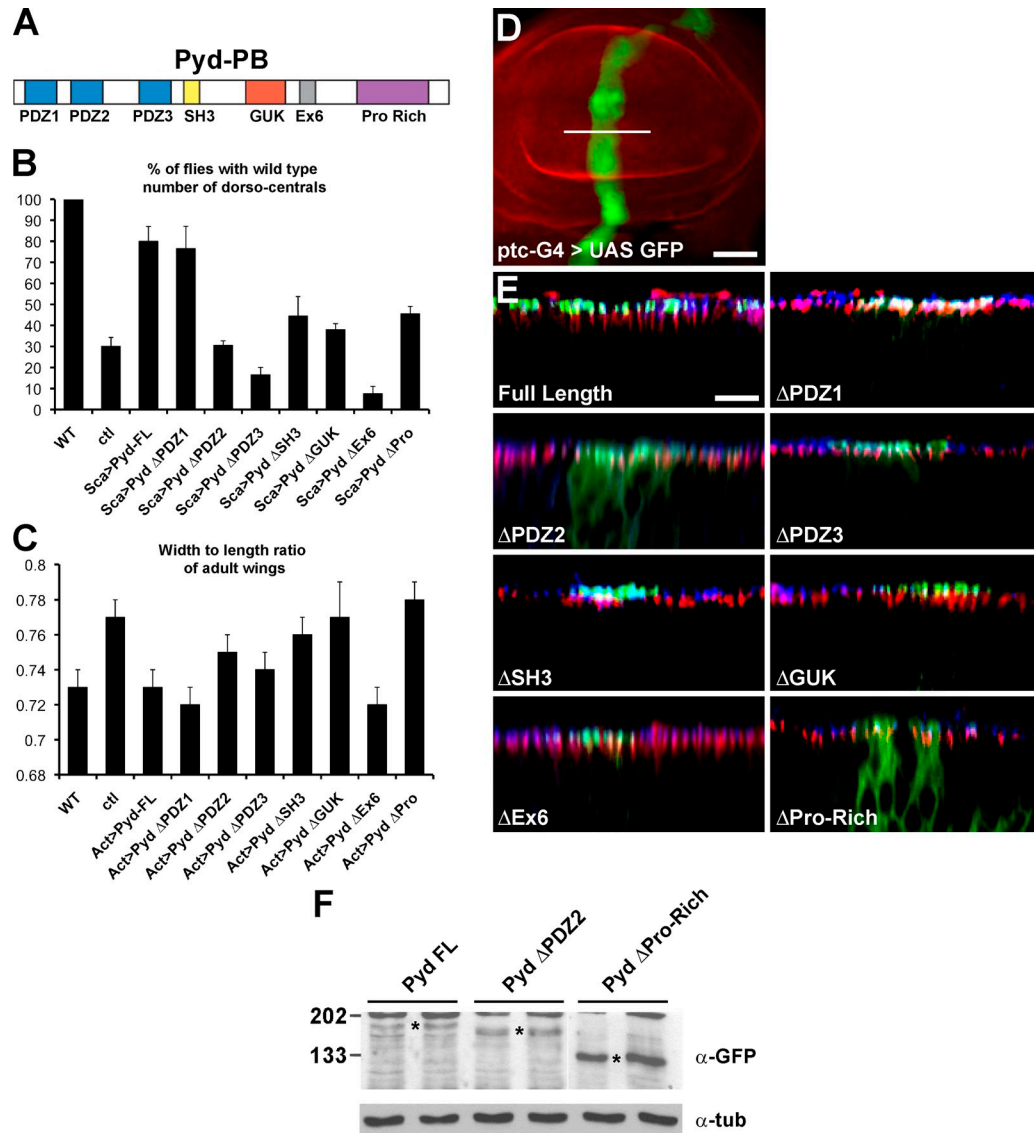 A
Pyd-PB
PDZ1 PDZ2 PDZ3 SH3 GUK Ex6 Pro Rich
B
% of flies with wild type
number of dorso-centrals
100
90
80
70
60
50
40
30
20
10
0
WT
ctl
Sca>Pyd-FL
Sca>Pyd ΔPDZ1
Sca>Pyd ΔPDZ2
Sca>Pyd ΔPDZ3
Sca>Pyd ΔSH3
Sca>Pyd ΔGUK
Sca>Pyd ΔEx6
Sca>Pyd ΔPro
C
Width to length ratio
of adult wings
0.8
0.78
0.76
0.74
0.72
0.7
0.68
WT
ctl
Act>Pyd-FL
Act>Pyd ΔPDZ1
Act>Pyd ΔPDZ2
Act>Pyd ΔPDZ3
Act>Pyd ΔSH3
Act>Pyd ΔGUK
Act>Pyd ΔEx6
Act>Pyd ΔPro
D
ptc-G4 > UAS GFP
E
Full Length
ΔPDZ1
ΔPDZ2
ΔPDZ3
ΔSH3
ΔGUK
ΔEx6
ΔPro-Rich
F
Pyd FL
Pyd ΔPDZ2
Pyd ΔPro-Rich
202
* * *
133
α-GFP
α-tub